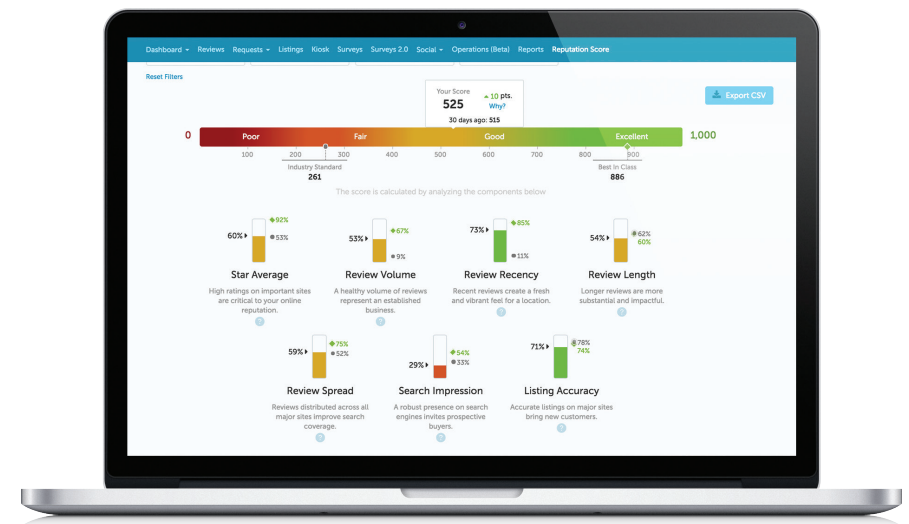 Dashboard Reviews Requests Listings Kiosk Surveys Surveys 2.0 Social Operations (Beta) Reports Reputation Score
Reset Filters
Your Score
525
10 pts.
Why?
30 days ago: 515
Export CSV
0 Poor Fair Good Excellent 1,000
100 200 300 400 500 600 700 800 900
Industry Standard
261
Best In Class
886
The score is calculated by analyzing the components below
60% 92% 53%
53% 67% 9%
73% 85% 11%
54% 62% 60%
Star Average
High ratings on important sites
are critical to your online
reputation.
?
Review Volume
A healthy volume of reviews
represent an established
business.
?
Review Recency
Recent reviews create a fresh
and vibrant feel for a location.
?
Review Length
Longer reviews are more
substantial and impactful.
?
59% 75% 52%
29% 54% 33%
71% 78% 74%
Review Spread
Reviews distributed across all
major sites improve search
coverage.
?
Search Impression
A robust presence on search
engines invites prospective
buyers.
?
Listing Accuracy
Accurate listings on major sites
bring new customers.
?